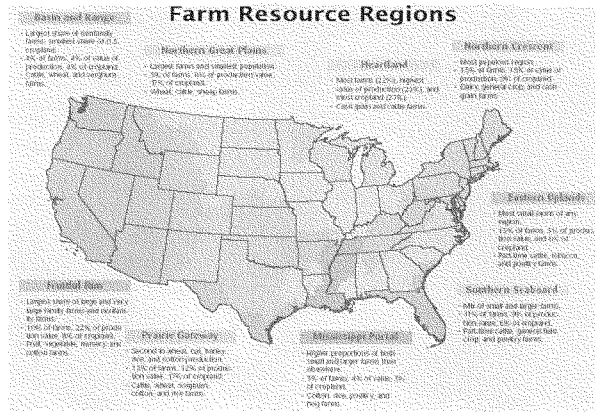 Farm Resource Regions
Basin and Range
- Largest share of nonfamily
farms, smallest share of U.S.
cropland.
4% of farms, 4% of value of
production, 4% of cropland.
Cattle, wheat, and sorghum
farms.
Northern Great Plains
- Largest farms and smallest population.
5% of farms, 6% of production value,
17% of cropland.
Wheat, cattle, sheep farms.
Heartland
- Most farms (22%), highest
value of production (23%), and
most cropland (27%).
Cash grain and cattle farms.
Northern Crescent
Most populous region.
15% of farms, 15% of value of
production, 9% of cropland.
Dairy, general crop, and cash
grain farms.
Eastern Uplands
- Most small farms of any
region.
15% of farms, 5% of produc-
tion value, and 6% of
cropland.
Part-time cattle, tobacco,
and poultry farms.
Fruitful Rim
- Largest share of large and very
large family farms and nonfam-
ily farms.
10% of farms, 22% of produc-
tion value, 8% of cropland.
Fruit, vegetable, nursery, and
cotton farms.
Southern Seaboard
- Mix of small and larger farms.
11% of farms, 9% of produc-
tion value, 6% of cropland.
Part-time cattle, general field
crop, and poultry farms.
Prairie Gateway
- Second in wheat, oat, barley,
rice, and cotton production.
13% of farms, 12% of produc-
tion value, 17% of cropland.
Cattle, wheat, sorghum,
cotton, and rice farms.
Mississippi Portal
- Higher proportions of both
small and larger farms than
elsewhere.
5% of farms, 4% of value, 5%
of cropland.
Cotton, rice, poultry, and
hog farms.